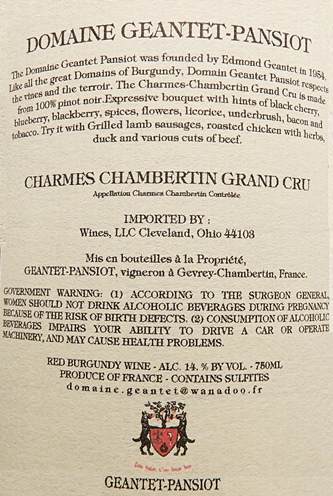 DOMAINE GEANTET-PANSIOT
The Domaine Geantet Pansiot was founded by Edmond Geantet in 1954.
Like all the great Domains of Burgundy, Domain Geantet Pansiot respects
the vines and the terroir. The Charmes-Chambertin Grand Cru is made
from 100% pinot noir.Expressive bouquet with hints of black cherry,
blueberry, blackberry, spices, flowers, licorice, underbrush, bacon and
tobacco. Try it with Grilled lamb sausages, roasted chicken with herbs,
duck and various cuts of beef.
CHARMES CHAMBERTIN GRAND CRU
Appellation Charmes Chambertin Contrôlée
IMPORTED BY :
Wines, LLC Cleveland, Ohio 44103
Mis en bouteilles à la Propriété,
GEANTET-PANSIOT, vigneron à Gevrey-Chambertin, France.
GOVERNMENT WARNING: (1) ACCORDING TO THE SURGEON GENERAL,
WOMEN SHOULD NOT DRINK ALCOHOLIC BEVERAGES DURING PREGNANCY
BECAUSE OF THE RISK OF BIRTH DEFECTS. (2) CONSUMPTION OF ALCOHOLIC
BEVERAGES IMPAIRS YOUR ABILITY TO DRIVE A CAR OR OPERATE
MACHINERY, AND MAY CAUSE HEALTH PROBLEMS.
RED BURGUNDY WINE - ALC. 14. % BY VOL. - 750ML
PRODUCE OF FRANCE - CONTAINS SULFITES
domaine.geantet@wanadoo.fr
GEANTET-PANSIOT